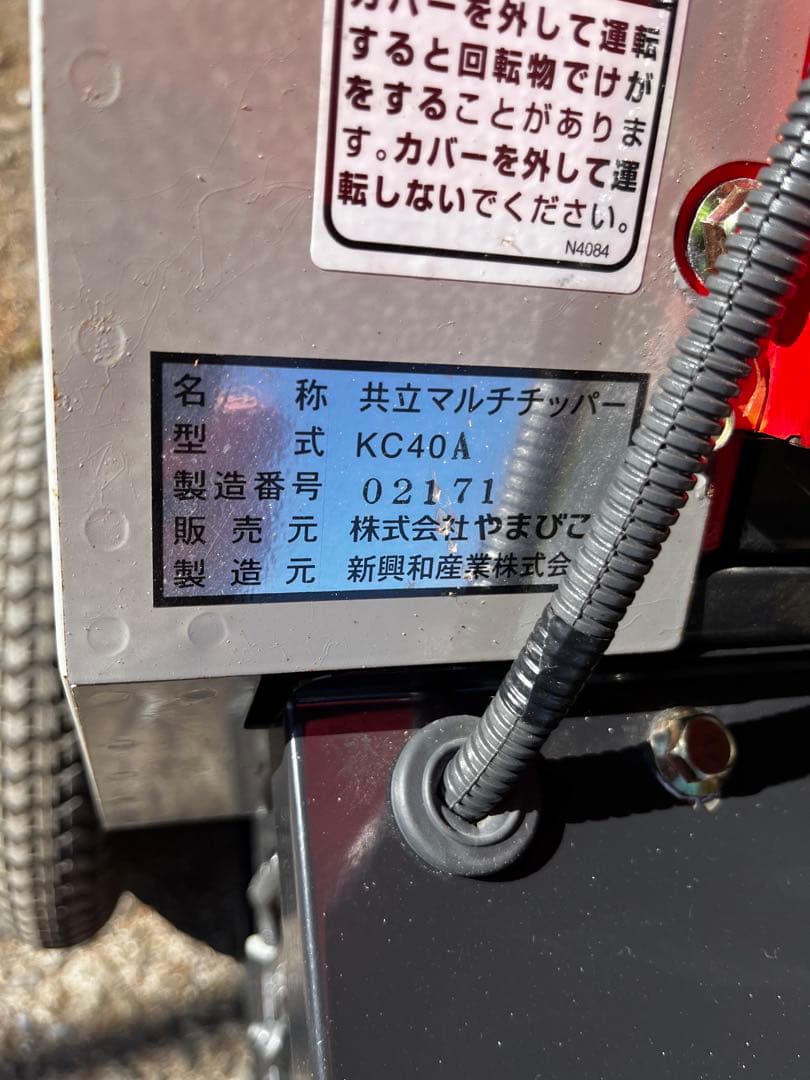 カバーを外して運転
すると回転物でけが
をすることがありま
す。カバーを外して運
転しないでください。
N4084
名称 共立マルチチッパー
型式 KC40A
製造番号 02171
販売元 株式会社やまびこ
製造元 新興和産業株式会